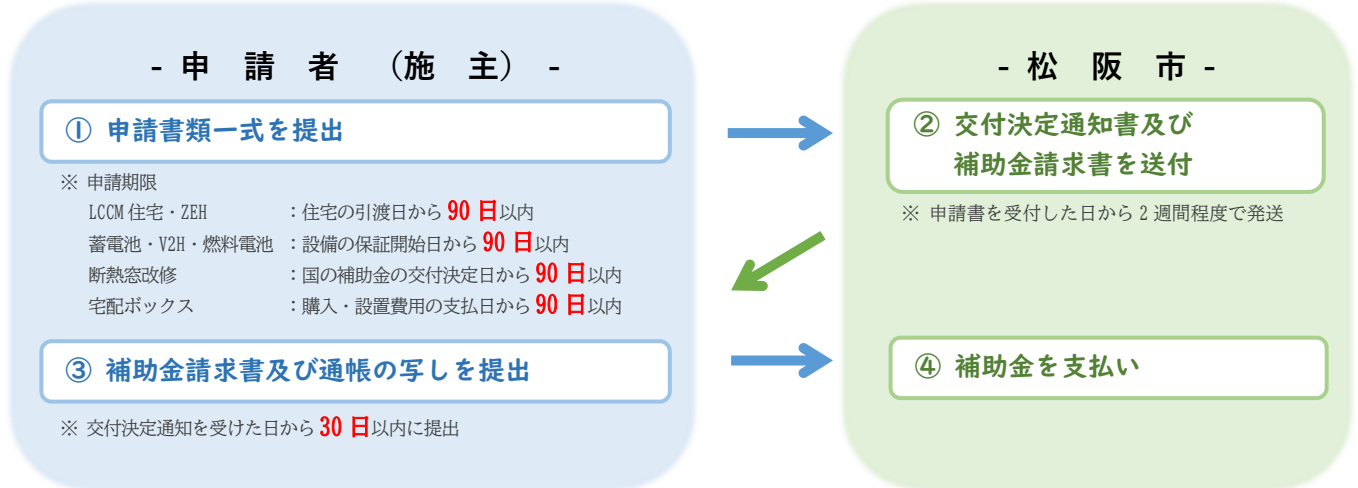 - 申 請 者 （施 主） -
① 申請書類一式を提出
※ 申請期限
LCCM 住宅・ZEH ：住宅の引渡日から 90 日以内
蓄電池・V2H・燃料電池 ：設備の保証開始日から 90 日以内
断熱窓改修 ：国の補助金の交付決定日から 90 日以内
宅配ボックス ：購入・設置費用の支払日から 90 日以内
③ 補助金請求書及び通帳の写しを提出
※ 交付決定通知を受けた日から 30 日以内に提出
- 松 阪 市 -
② 交付決定通知書及び
補助金請求書を送付
※ 申請書を受付した日から 2 週間程度で発送
④ 補助金を支払い